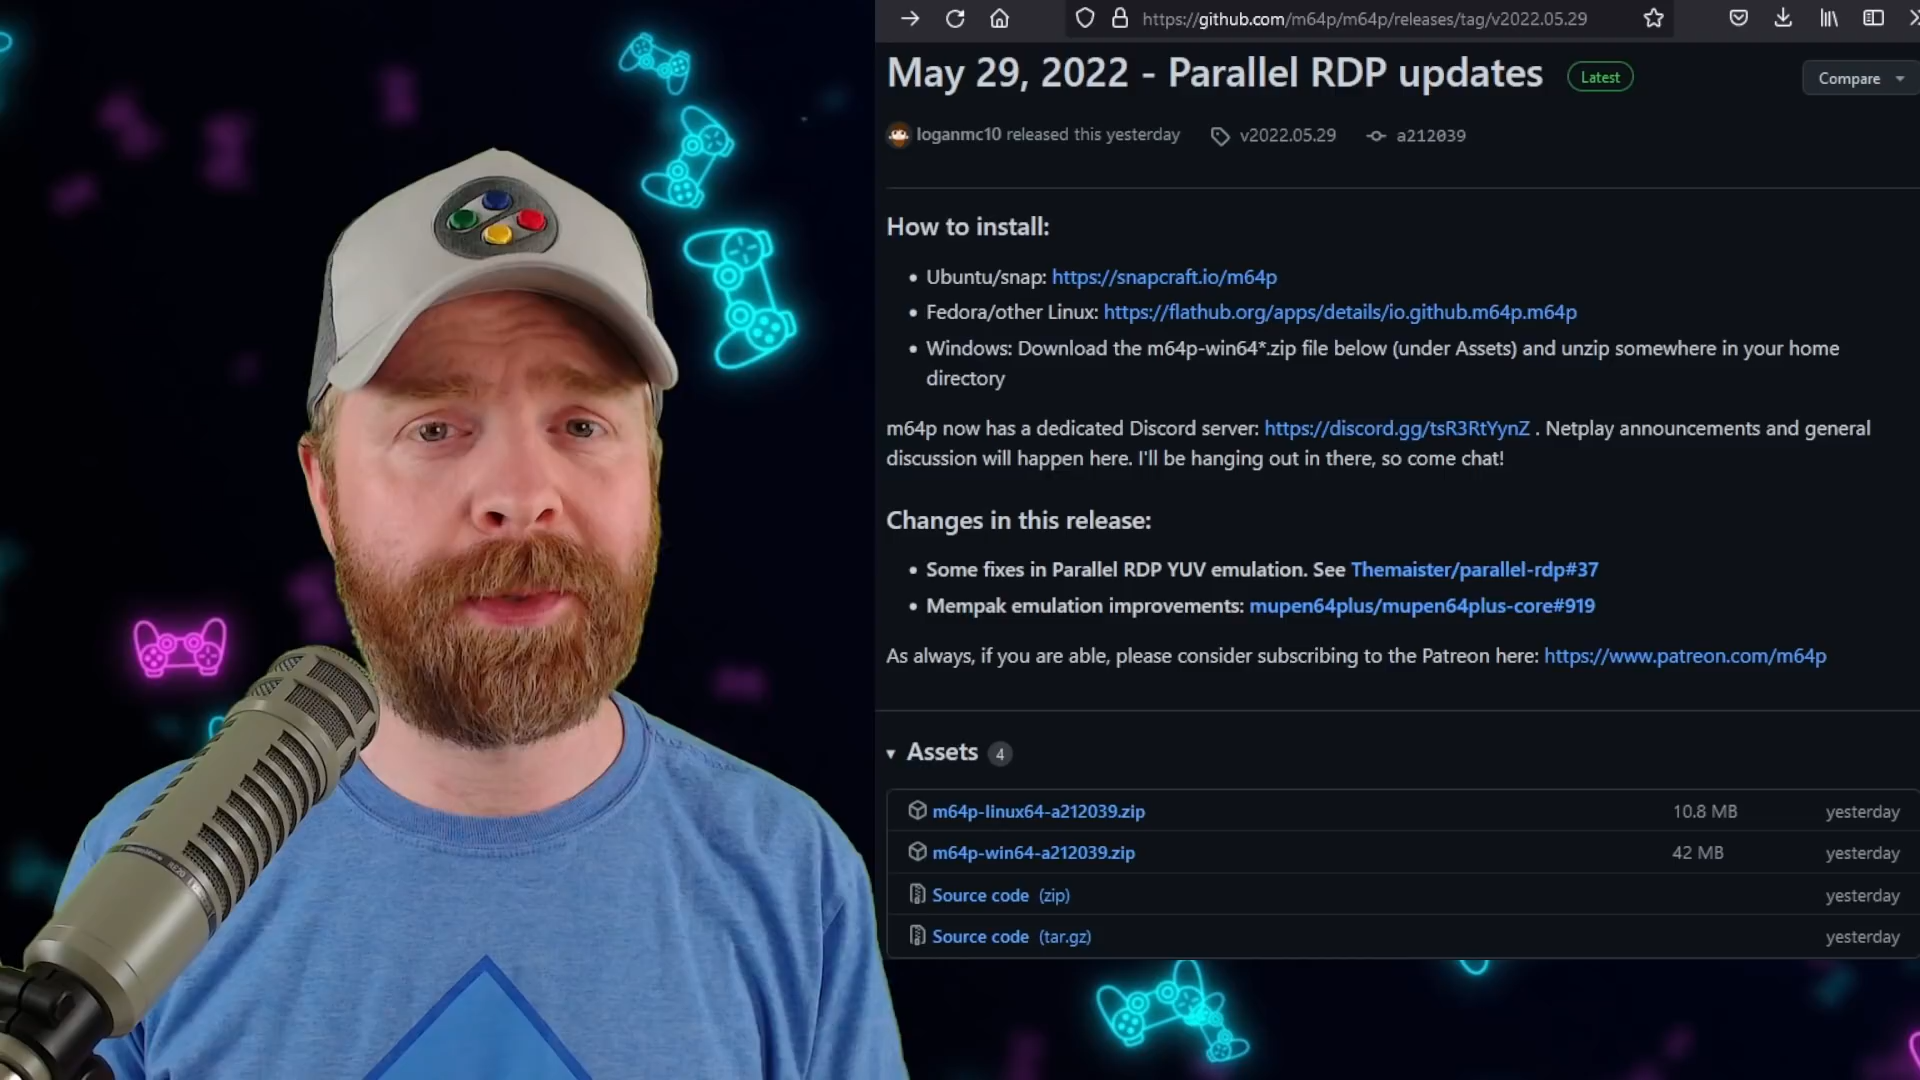 https://github.com/m64p/m64p/releases/tag/v2022.05.29
May 29, 2022 - Parallel RDP updates
Latest
Compare
loganmc10 released this yesterday
v2022.05.29
a212039
How to install:
• Ubuntu/snap: https://snapcraft.io/m64p
• Fedora/other Linux: https://flathub.org/apps/details/io.github.m64p.m64p
• Windows: Download the m64p-win64*.zip file below (under Assets) and unzip somewhere in your home
directory
m64p now has a dedicated Discord server: https://discord.gg/tsR3RtYynZ . Netplay announcements and general
discussion will happen here. I'll be hanging out in there, so come chat!
Changes in this release:
• Some fixes in Parallel RDP YUV emulation. See Themaister/parallel-rdp#37
• Mempak emulation improvements: mupen64plus/mupen64plus-core#919
As always, if you are able, please consider subscribing to the Patreon here: https://www.patreon.com/m64p
Assets 4
m64p-linux64-a212039.zip 10.8 MB yesterday
m64p-win64-a212039.zip 42 MB yesterday
Source code (zip) yesterday
Source code (tar.gz) yesterday